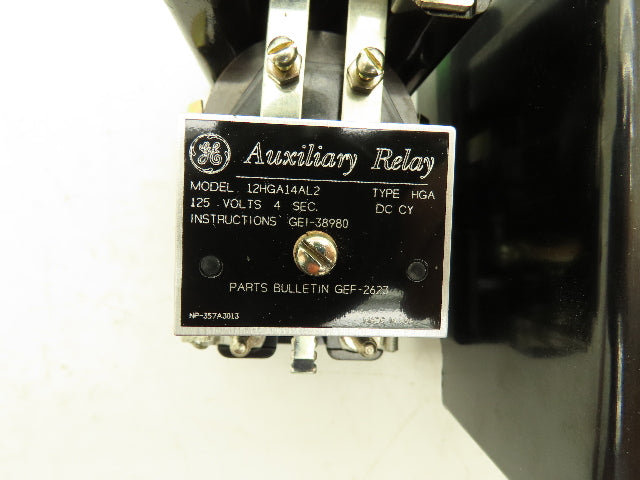 GE Auxiliary Relay
MODEL 12HGA14AL2 TYPE HGA
125 VOLTS 4 SEC. DC CY
INSTRUCTIONS GEI-38980
PARTS BULLETIN GEF-2623
NP-357A3013